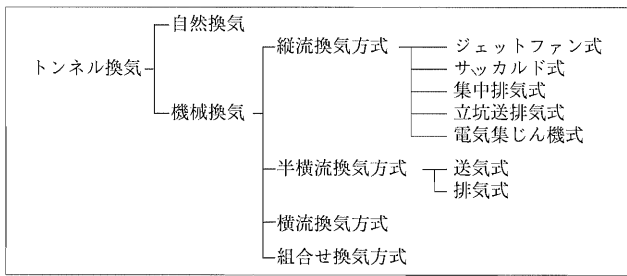 自然換気
縦流換気方式
ジェットファン式
トンネル換気
サッカルド式
機械換気
集中排気式
立坑送排気式
電気集じん機式
半横流換気方式
送気式
排気式
横流換気方式
組合せ換気方式